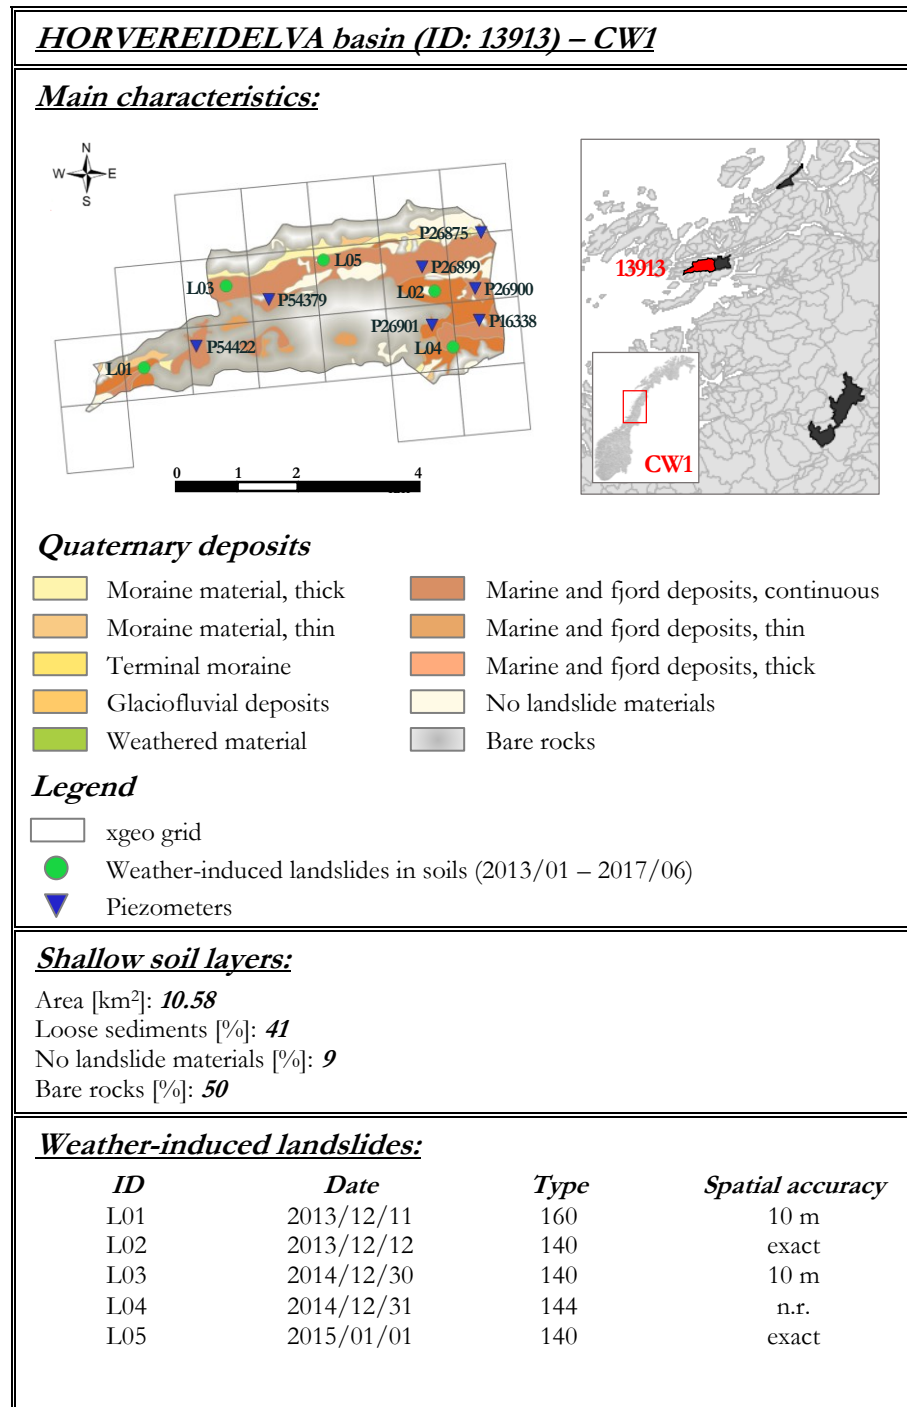 HORVEREIDELVA basin (ID: 13913) – CW1
Main characteristics:
N
W E
S
P26875
L05
P26899
L03
P54379
L02
P26900
P26901
P16338
P54422
L04
L01
0 1 2 4
13913
CW1
Quaternary deposits
Moraine material, thick
Moraine material, thin
Terminal moraine
Glaciofluvial deposits
Weathered material
Marine and fjord deposits, continuous
Marine and fjord deposits, thin
Marine and fjord deposits, thick
No landslide materials
Bare rocks
Legend
xgeo grid
Weather-induced landslides in soils (2013/01 – 2017/06)
Piezometers
Shallow soil layers:
Area [km²]: 10.58
Loose sediments [%]: 41
No landslide materials [%]: 9
Bare rocks [%]: 50
Weather-induced landslides:
ID Date Type Spatial accuracy
L01 2013/12/11 160 10 m
L02 2013/12/12 140 exact
L03 2014/12/30 140 10 m
L04 2014/12/31 144 n.r.
L05 2015/01/01 140 exact